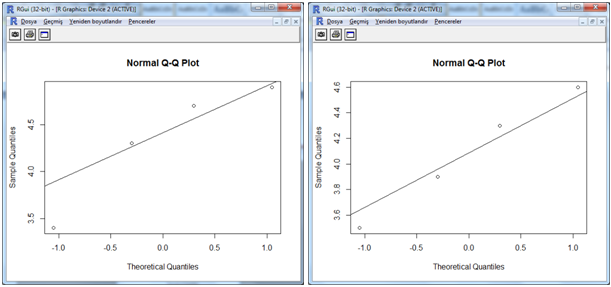 RGui (32-bit) - [R Graphics: Device 2 (ACTIVE)]
Dosya Geçmiş Yeniden boyutlandır Pencereler
Normal Q-Q Plot
Sample Quantiles
4.5
4.0
3.5
-1.0 -0.5 0.0 0.5 1.0
Theoretical Quantiles
RGui (32-bit) - [R Graphics: Device 2 (ACTIVE)]
Dosya Geçmiş Yeniden boyutlandır Pencereler
Normal Q-Q Plot
Sample Quantiles
4.6
4.4
4.2
4.0
3.8
3.6
-1.0 -0.5 0.0 0.5 1.0
Theoretical Quantiles